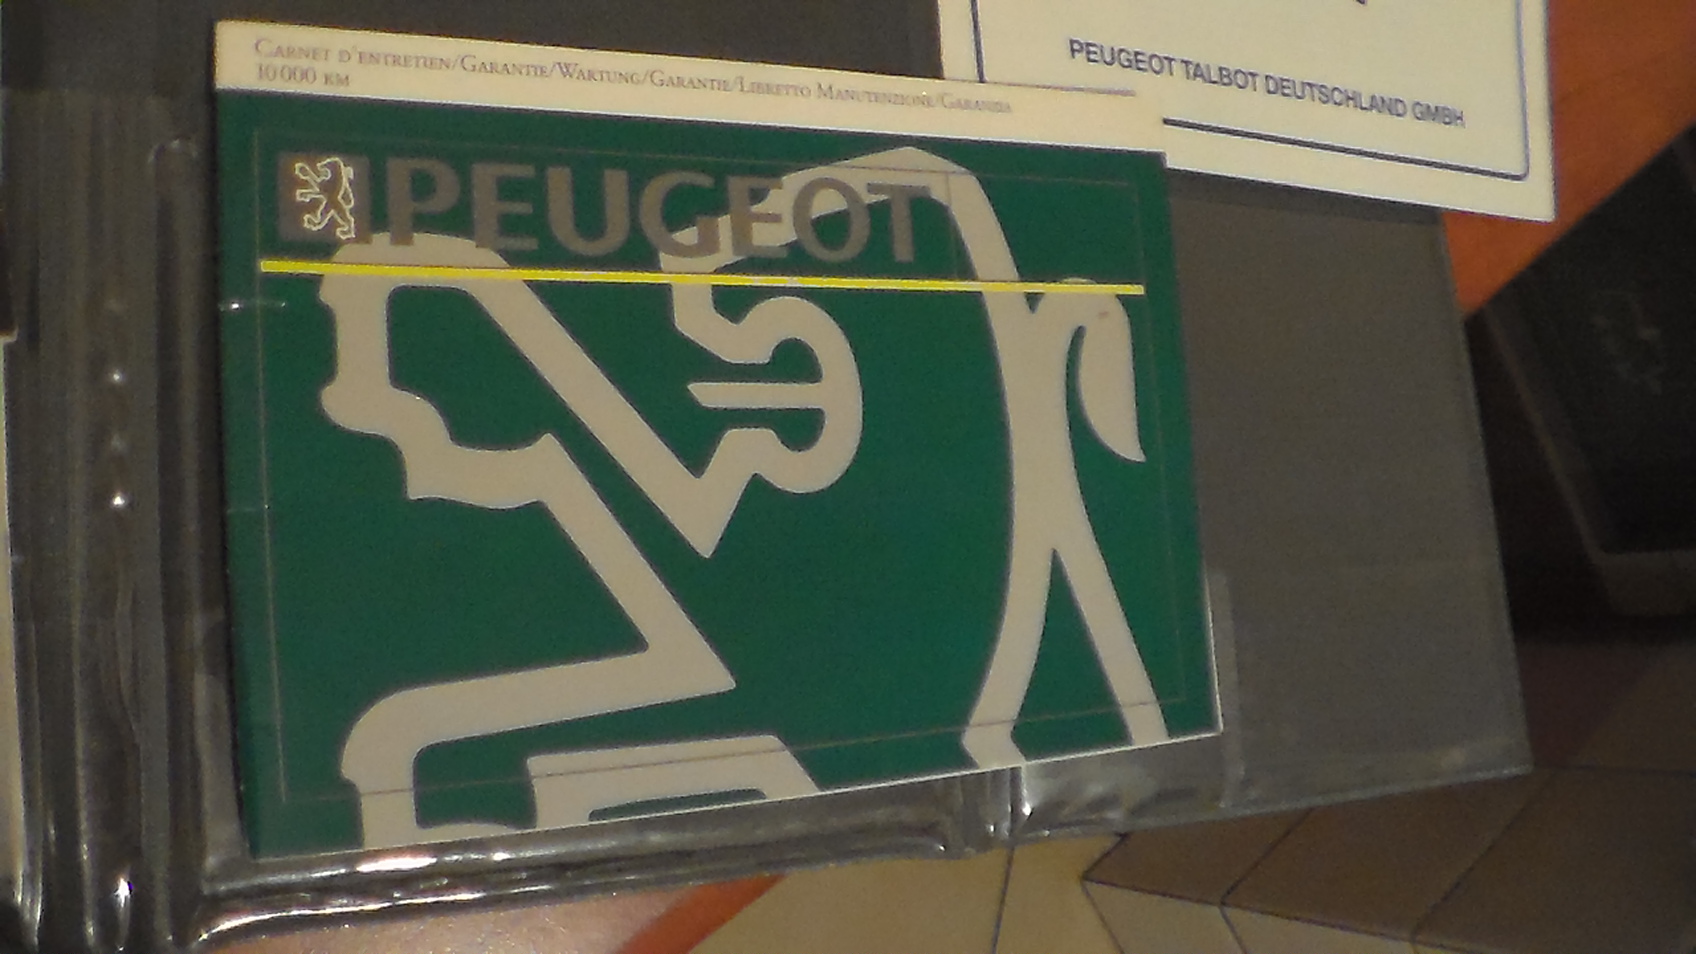 CARNET D'ENTRETIEN/GARANTIE/WARTUNG/GARANTIE/LIBRETTO MANUTENZIONE/GARANZIA
10 000 KM
PEUGEOT
PEUGEOT TALBOT DEUTSCHLAND GMBH